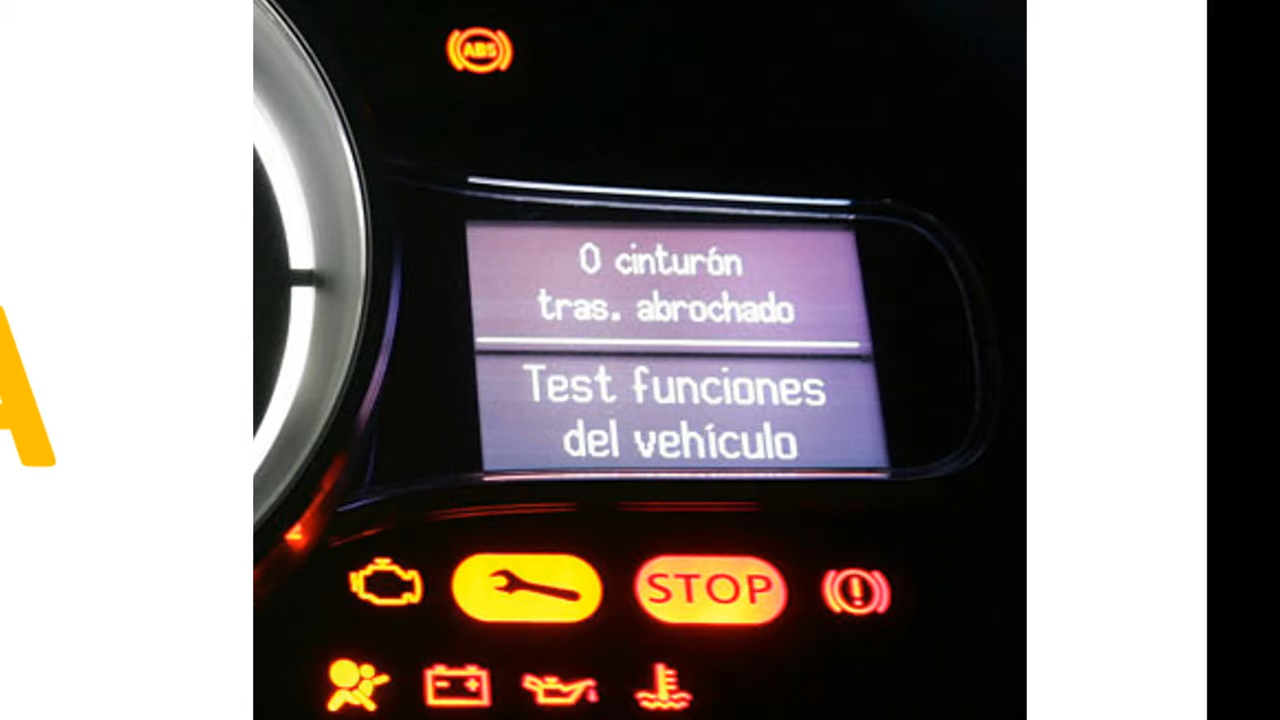 ABS
0 cinturón
tras. abrochado
Test funciones
del vehículo
STOP
A